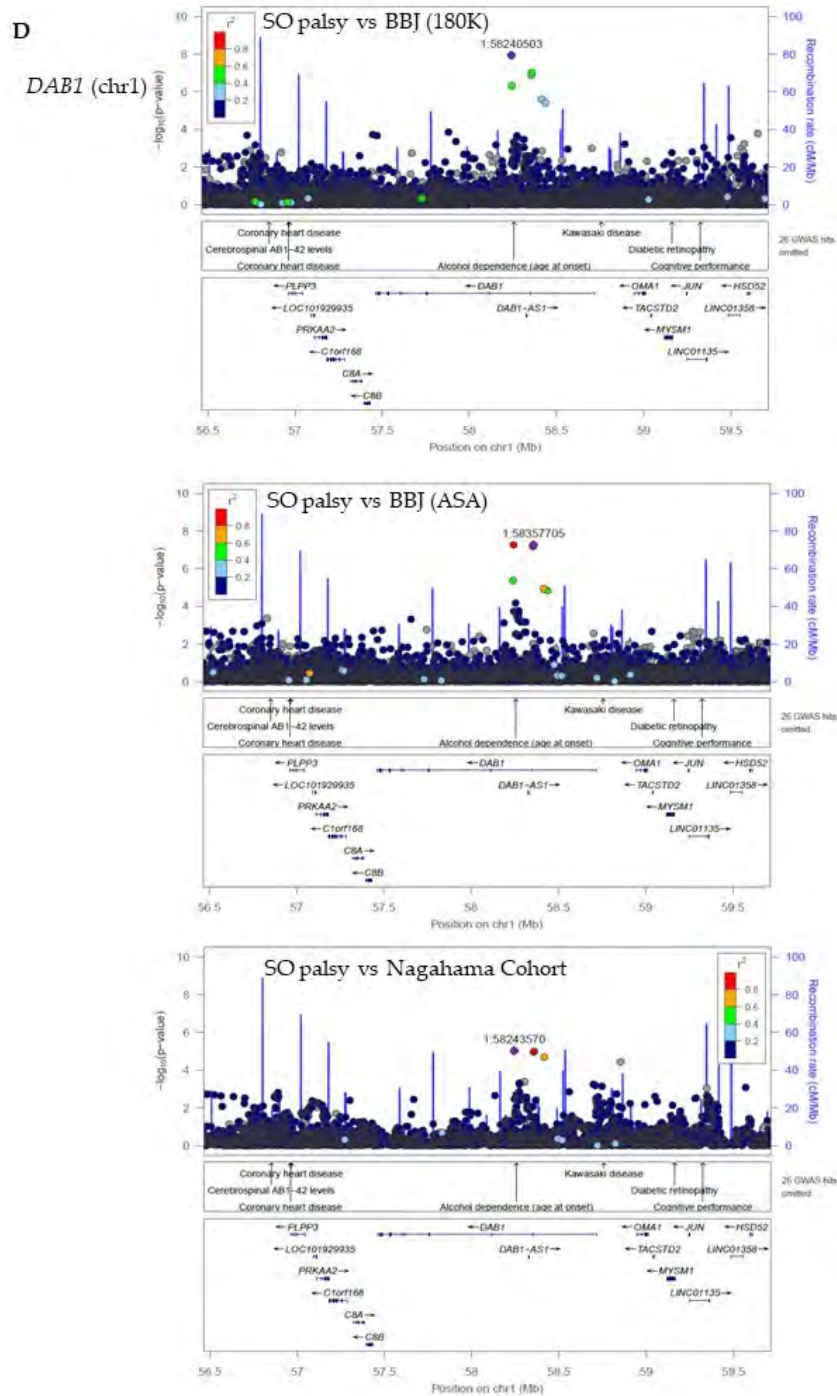 D
DAB1 (chr1)
SO palsy vs BBJ (180K)
r²
0.8
0.6
0.4
0.2
1:58240503
10
8
6
4
2
0
−log₁₀(p-value)
100
80
60
40
20
0
Recombination rate (cM/Mb)
Coronary heart disease
Kawasaki disease
Cerebrospinal AB1−42 levels
Diabetic retinopathy
Coronary heart disease
Alcohol dependence (age at onset)
Cognitive performance
26 GWAS hits
omitted
←PLPP3
←DAB1
←OMA1
←JUN
←HSD52
←LOC101929935
DAB1−AS1→
←TACSTD2
LINC01358→
PRKAA2→
←MYSM1
←C1orf168
LINC01135→
C8A→
←C8B
56.5 57 57.5 58 58.5 59 59.5
Position on chr1 (Mb)
SO palsy vs BBJ (ASA)
r²
0.8
0.6
0.4
0.2
1:58357705
10
8
6
4
2
0
−log₁₀(p-value)
100
80
60
40
20
0
Recombination rate (cM/Mb)
Coronary heart disease
Kawasaki disease
Cerebrospinal AB1−42 levels
Diabetic retinopathy
Coronary heart disease
Alcohol dependence (age at onset)
Cognitive performance
26 GWAS hits
omitted
←PLPP3
←DAB1
←OMA1
←JUN
←HSD52
←LOC101929935
DAB1−AS1→
←TACSTD2
LINC01358→
PRKAA2→
←MYSM1
←C1orf168
LINC01135→
C8A→
←C8B
56.5 57 57.5 58 58.5 59 59.5
Position on chr1 (Mb)
SO palsy vs Nagahama Cohort
r²
0.8
0.6
0.4
0.2
1:58243570
10
8
6
4
2
0
−log₁₀(p-value)
100
80
60
40
20
0
Recombination rate (cM/Mb)
Coronary heart disease
Kawasaki disease
Cerebrospinal AB1−42 levels
Diabetic retinopathy
Coronary heart disease
Alcohol dependence (age at onset)
Cognitive performance
26 GWAS hits
omitted
←PLPP3
←DAB1
←OMA1
←JUN
←HSD52
←LOC101929935
DAB1−AS1→
←TACSTD2
LINC01358→
PRKAA2→
←MYSM1
←C1orf168
LINC01135→
C8A→
←C8B
56.5 57 57.5 58 58.5 59 59.5
Position on chr1 (Mb)